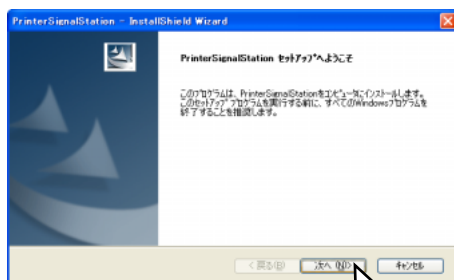 PrinterSignalStation - InstallShield Wizard
PrinterSignalStation ｾｯﾄｱｯﾌﾟへようこそ
このﾌﾟﾛｸﾞﾗﾑは、PrinterSignalStationをｺﾝﾋﾟｭｰﾀにｲﾝｽﾄｰﾙします。
このｾｯﾄｱｯﾌﾟ ﾌﾟﾛｸﾞﾗﾑを実行する前に、すべてのWindowsﾌﾟﾛｸﾞﾗﾑを
終了することを推奨します。
< 戻る(B)
次へ (N)>
ｷｬﾝｾﾙ